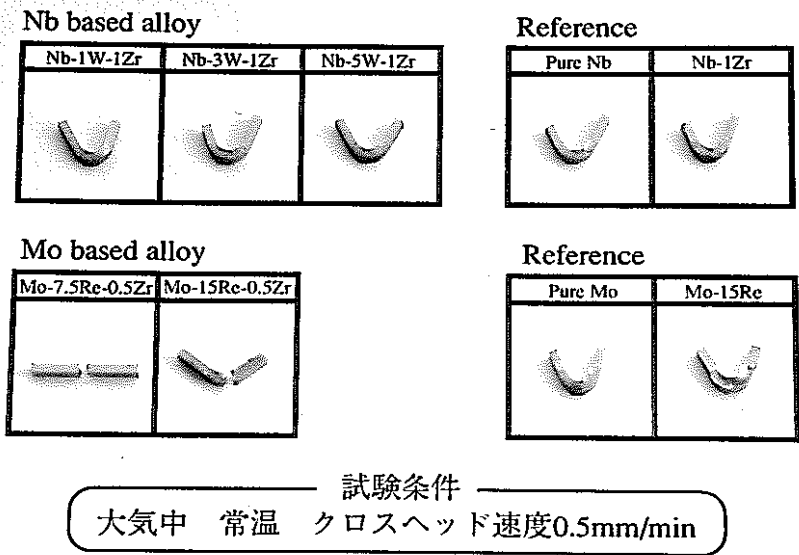 Nb based alloy
Nb-1W-1Zr Nb-3W-1Zr Nb-5W-1Zr
Reference
Pure Nb Nb-1Zr
Mo based alloy
Mo-7.5Re-0.5Zr Mo-15Re-0.5Zr
Reference
Pure Mo Mo-15Re
試験条件
大気中 常温 クロスヘッド速度0.5mm/min